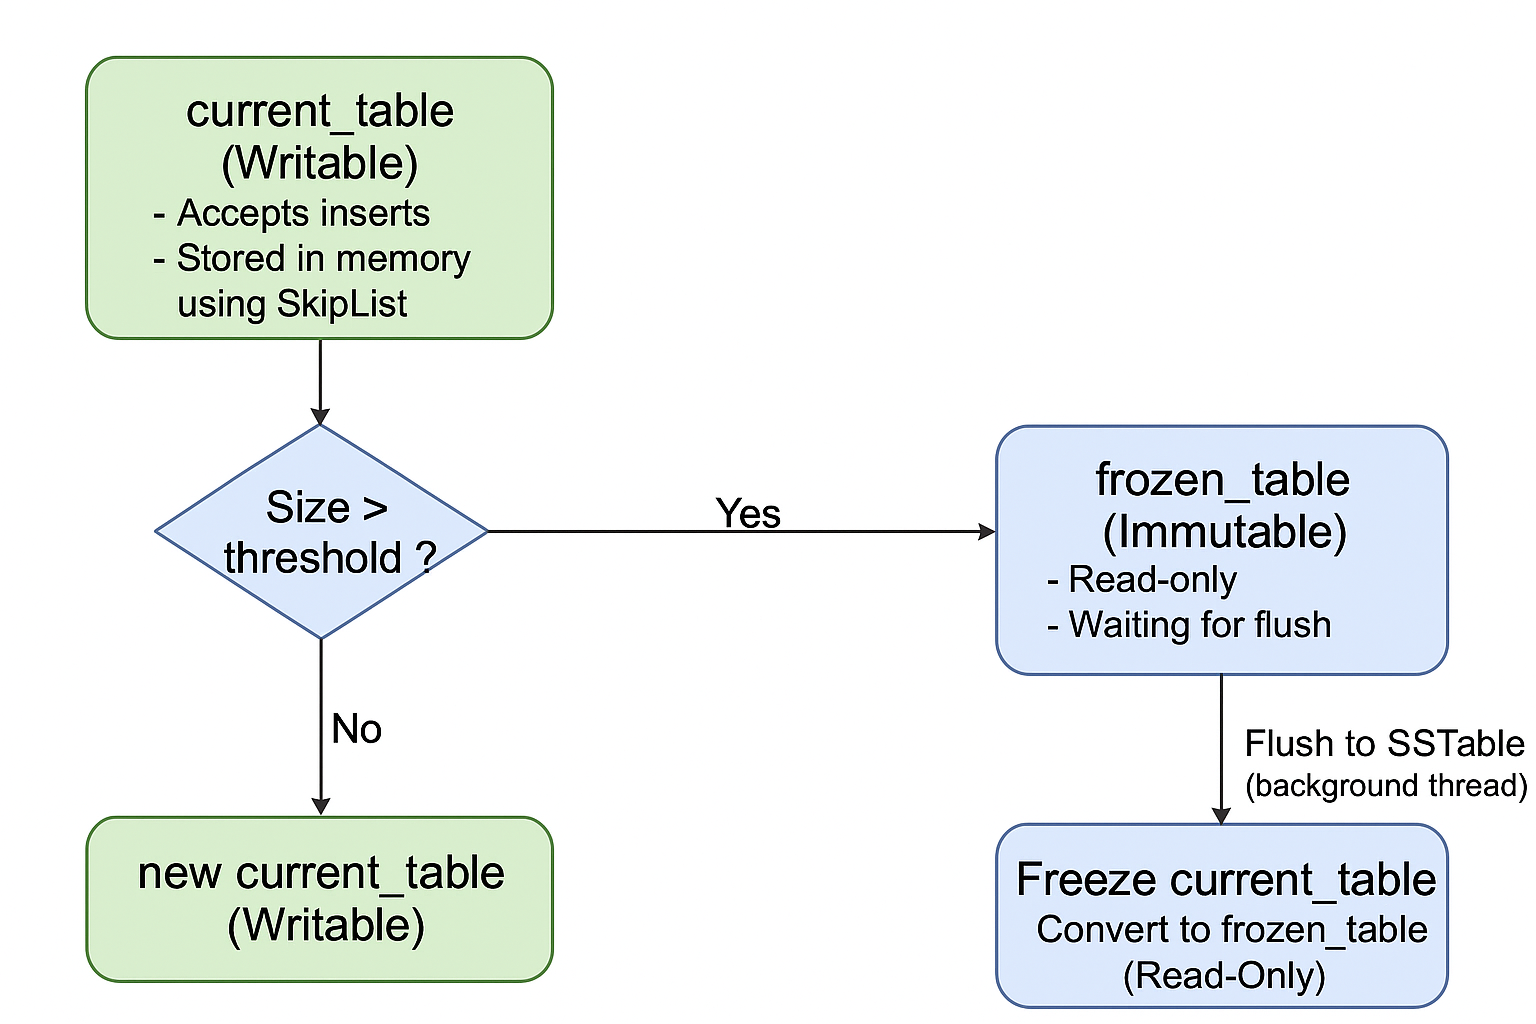 current_table
(Writable)
- Accepts inserts
- Stored in memory
using SkipList
Size >
threshold ?
Yes
frozen_table
(Immutable)
- Read-only
- Waiting for flush
No
Flush to SSTable
(background thread)
new current_table
(Writable)
Freeze current_table
Convert to frozen_table
(Read-Only)